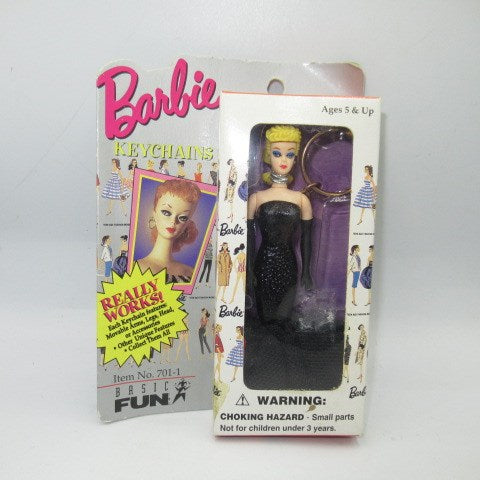 Barbie
KEYCHAINS
REALLY
WORKS!
Each Keychain features
Movable Arms, Legs, Head,
or Accessories
• Other Unique Features
• Collect Them All
Item No. 701-1
BASIC
FUN
Ages 5 & Up
Barbie
Barbie
Barbie
Barbie
WARNING:
CHOKING HAZARD - Small parts
Not for children under 3 years.